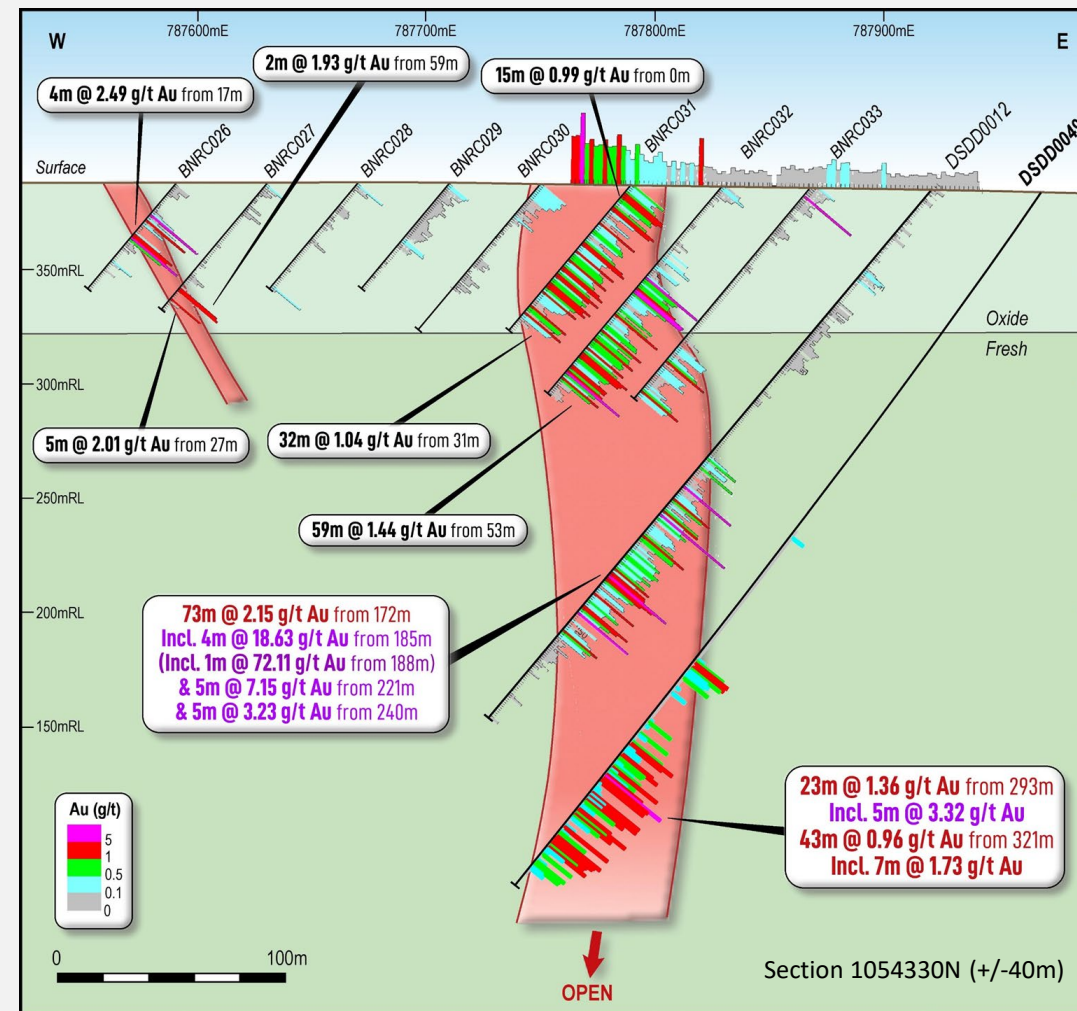 787600mE
787700mE
787800mE
787900mE
W
E
2m @ 1.93 g/t Au from 59m
15m @ 0.99 g/t Au from 0m
4m @ 2.49 g/t Au from 17m
BNRC026
BNRC027
BNRC028
BNRC029
BNRC030
BNRC031
BNRC032
BNRC033
DSDD0012
DSDD0049
Surface
350mRL
Oxide
Fresh
300mRL
5m @ 2.01 g/t Au from 27m
32m @ 1.04 g/t Au from 31m
250mRL
59m @ 1.44 g/t Au from 53m
200mRL
73m @ 2.15 g/t Au from 172m
Incl. 4m @ 18.63 g/t Au from 185m
(Incl. 1m @ 72.11 g/t Au from 188m)
& 5m @ 7.15 g/t Au from 221m
& 5m @ 3.23 g/t Au from 240m
150mRL
23m @ 1.36 g/t Au from 293m
Incl. 5m @ 3.32 g/t Au
43m @ 0.96 g/t Au from 321m
Incl. 7m @ 1.73 g/t Au
Au (g/t)
5
1
0.5
0.1
0
0
100m
OPEN
Section 1054330N (+/-40m)